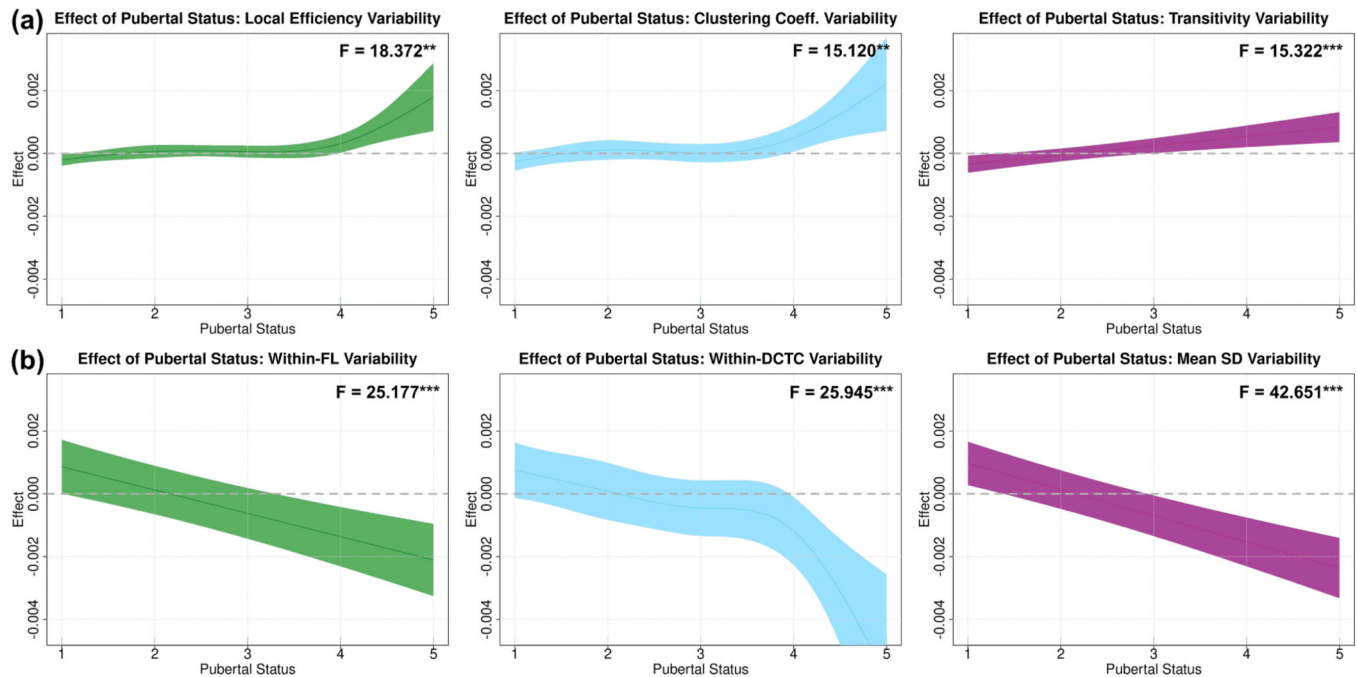 (a)
Effect of Pubertal Status: Local Efficiency Variability
F = 18.372**
Effect
0.002
0.000
-0.002
-0.004
1 2 3 4 5
Pubertal Status
Effect of Pubertal Status: Clustering Coeff. Variability
F = 15.120**
Effect
0.002
0.000
-0.002
-0.004
1 2 3 4 5
Pubertal Status
Effect of Pubertal Status: Transitivity Variability
F = 15.322***
Effect
0.002
0.000
-0.002
-0.004
1 2 3 4 5
Pubertal Status
(b)
Effect of Pubertal Status: Within-FL Variability
F = 25.177***
Effect
0.002
0.000
-0.002
-0.004
1 2 3 4 5
Pubertal Status
Effect of Pubertal Status: Within-DCTC Variability
F = 25.945***
Effect
0.002
0.000
-0.002
-0.004
1 2 3 4 5
Pubertal Status
Effect of Pubertal Status: Mean SD Variability
F = 42.651***
Effect
0.002
0.000
-0.002
-0.004
1 2 3 4 5
Pubertal Status